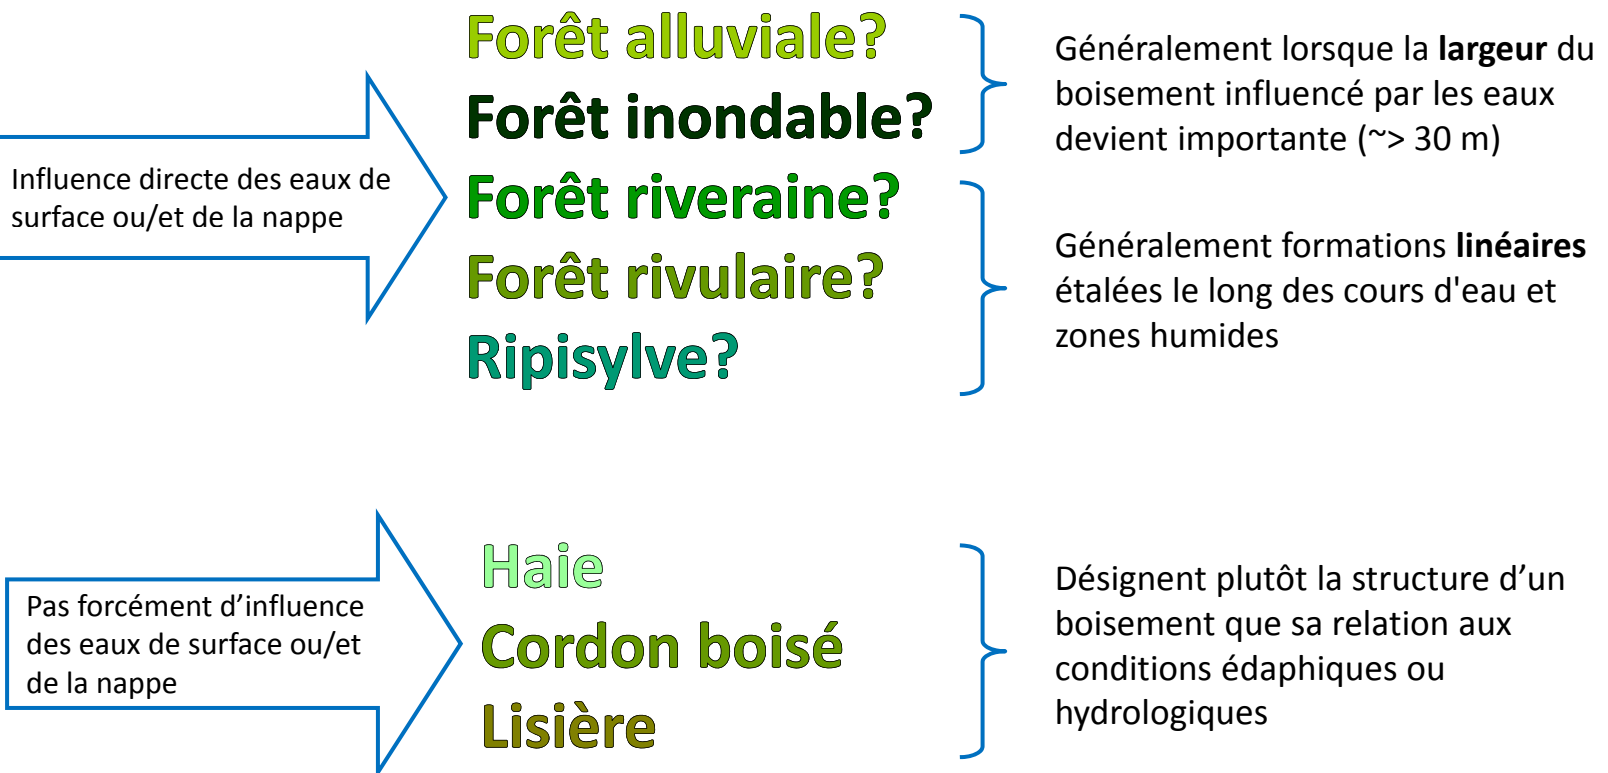 Forêt alluviale?
Forêt inondable?
Forêt riveraine?
Forêt rivulaire?
Ripisylve?
Influence directe des eaux de
surface ou/et de la nappe
Généralement lorsque la largeur du
boisement influencé par les eaux
devient importante (~> 30 m)
Généralement formations linéaires
étalées le long des cours d'eau et
zones humides
Pas forcément d’influence
des eaux de surface ou/et
de la nappe
Haie
Cordon boisé
Lisière
Désignent plutôt la structure d’un
boisement que sa relation aux
conditions édaphiques ou
hydrologiques